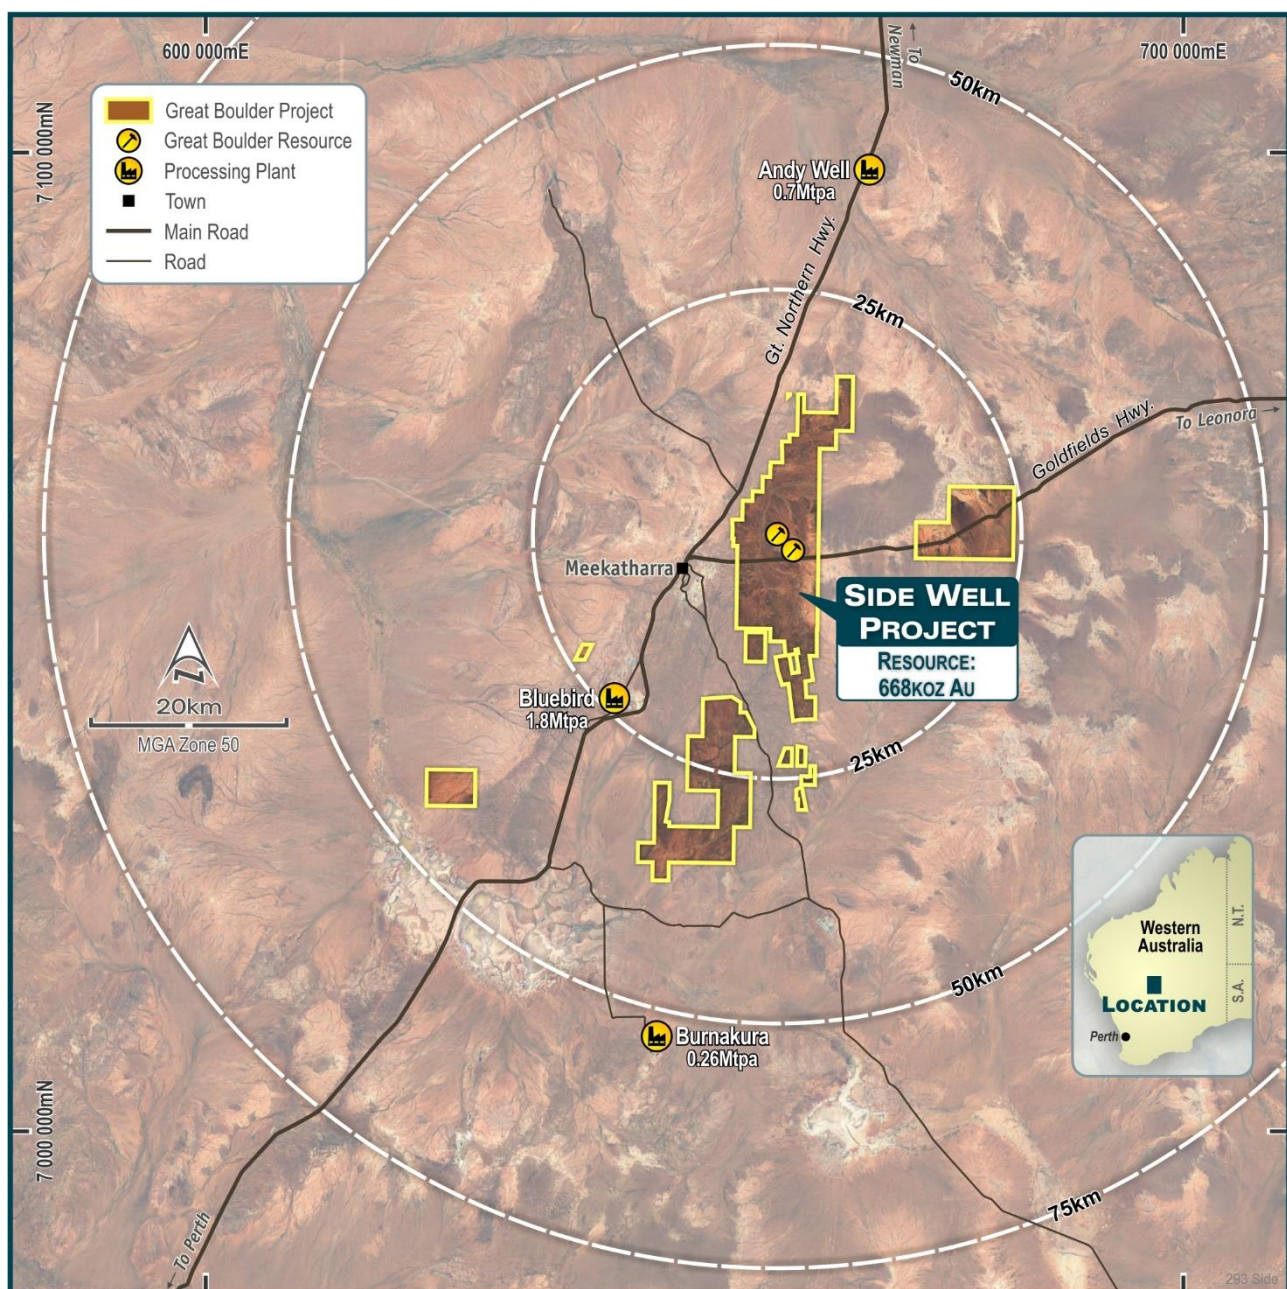 600 000mE
700 000mE
7 100 000mN
7 000 000mN
Great Boulder Project
Great Boulder Resource
Processing Plant
Town
Main Road
Road
To
Newman
50km
Andy Well
0.7Mtpa
Gt. Northern Hwy.
25km
Goldfields Hwy.
To Leonora
Meekatharra
SIDE WELL
PROJECT
RESOURCE:
668KOZ AU
Bluebird
1.8Mtpa
N
20km
MGA Zone 50
25km
50km
Burnakura
0.26Mtpa
75km
To Perth
Western
Australia
N.T.
S.A.
LOCATION
Perth
293 Side